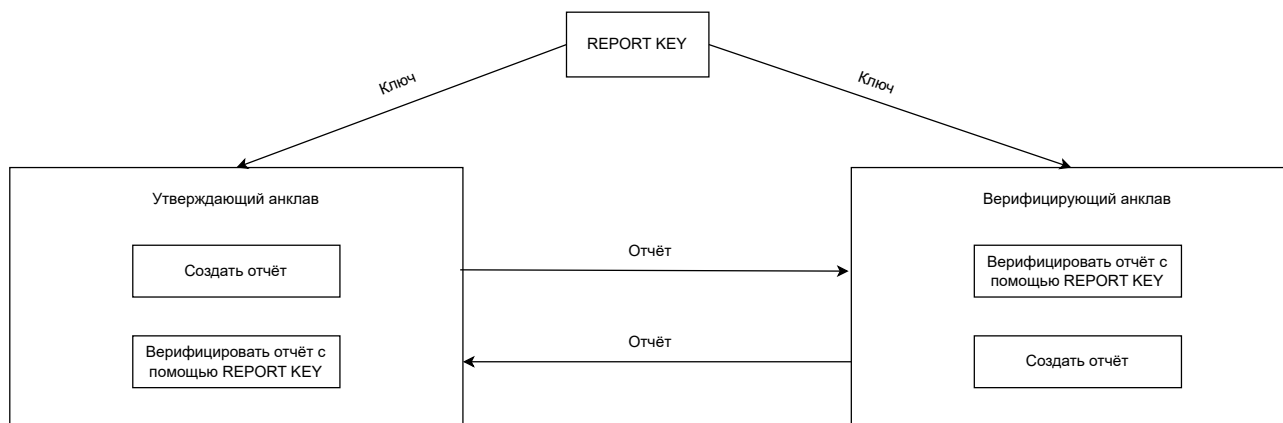 REPORT KEY
Ключ
Ключ
Утверждающий анклав
Верифицирующий анклав
Создать отчёт
Отчёт
Верифицировать отчёт с
помощью REPORT KEY
Верифицировать отчёт с
помощью REPORT KEY
Отчёт
Создать отчёт